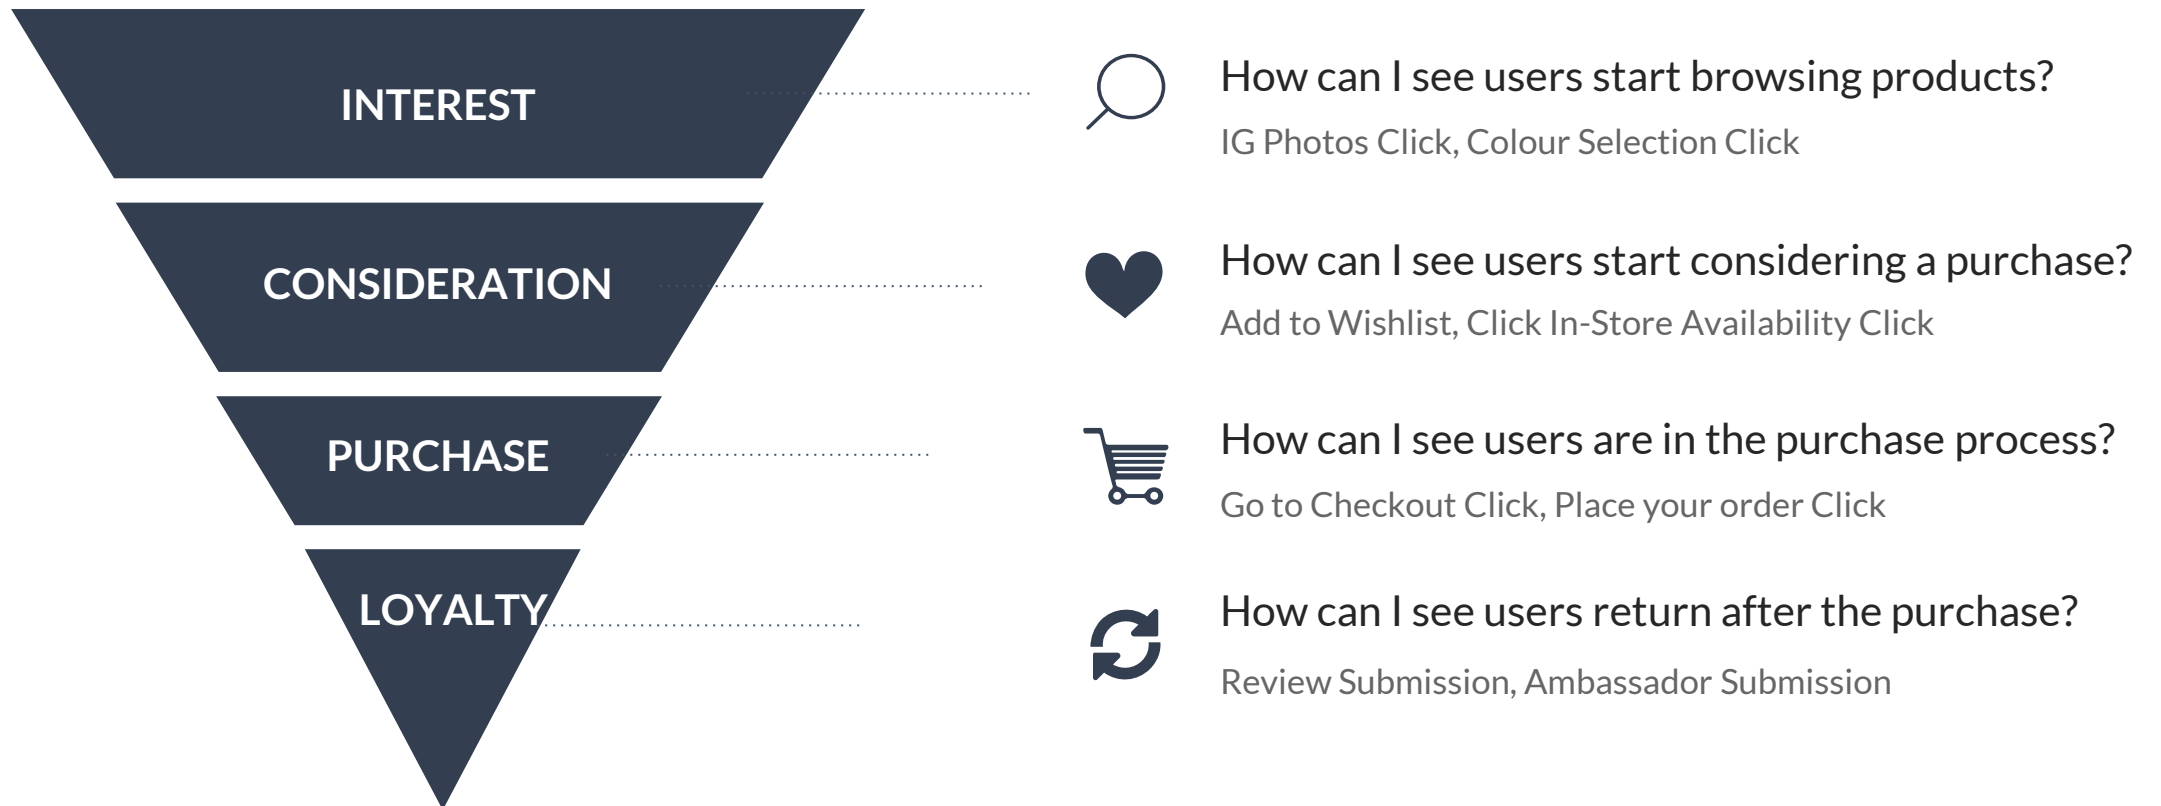 INTEREST
How can I see users start browsing products?
IG Photos Click, Colour Selection Click
CONSIDERATION
How can I see users start considering a purchase?
Add to Wishlist, Click In-Store Availability Click
PURCHASE
How can I see users are in the purchase process?
Go to Checkout Click, Place your order Click
LOYALTY
How can I see users return after the purchase?
Review Submission, Ambassador Submission